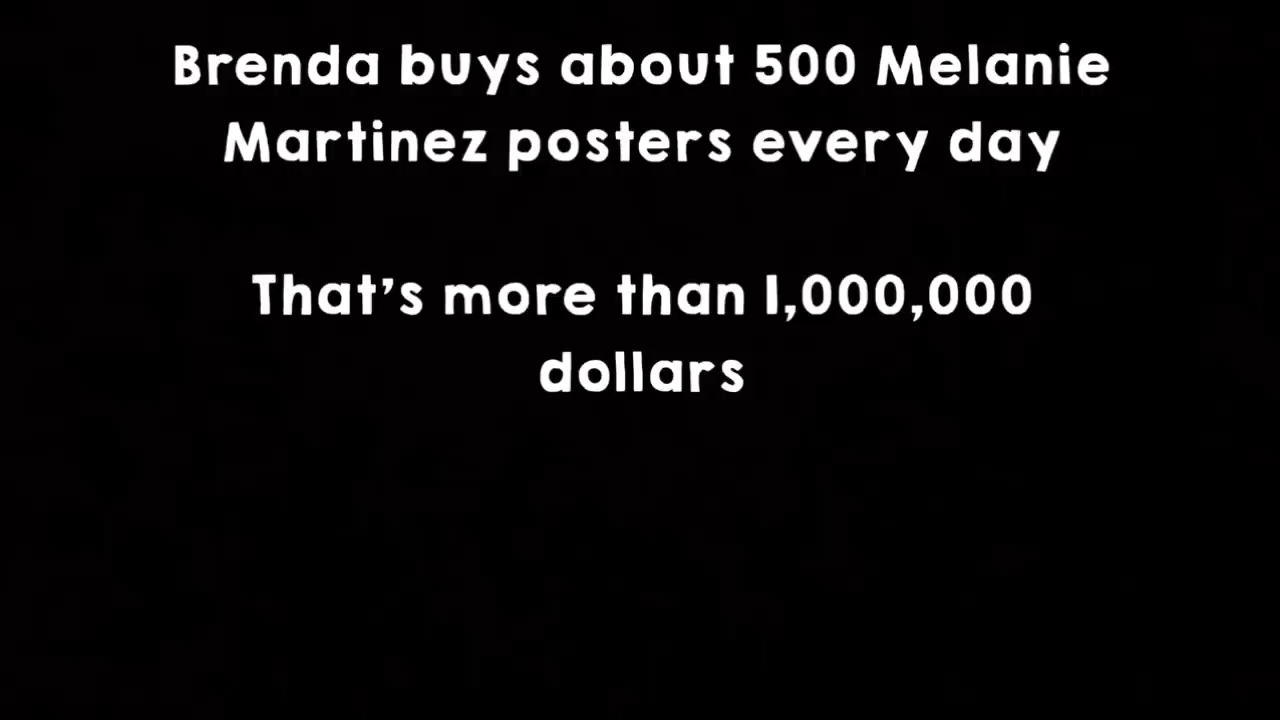 Brenda buys about 500 Melanie
Martinez posters every day
That's more than 1,000,000
dollars